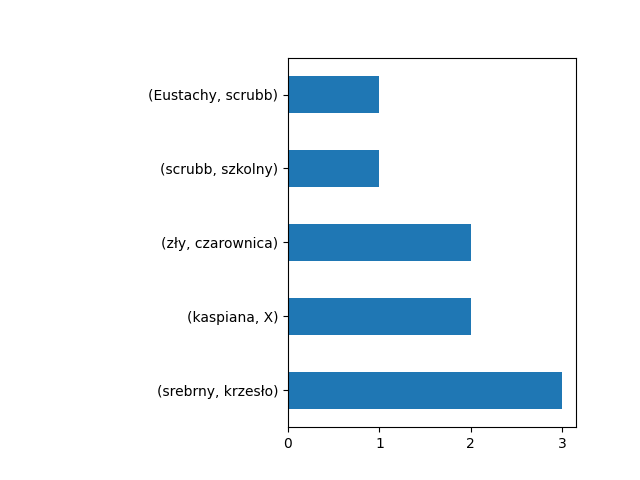 (Eustachy, scrubb)
(scrubb, szkolny)
(zły, czarownica)
(kaspiana, X)
(srebrny, krzesło)
0 1 2 3